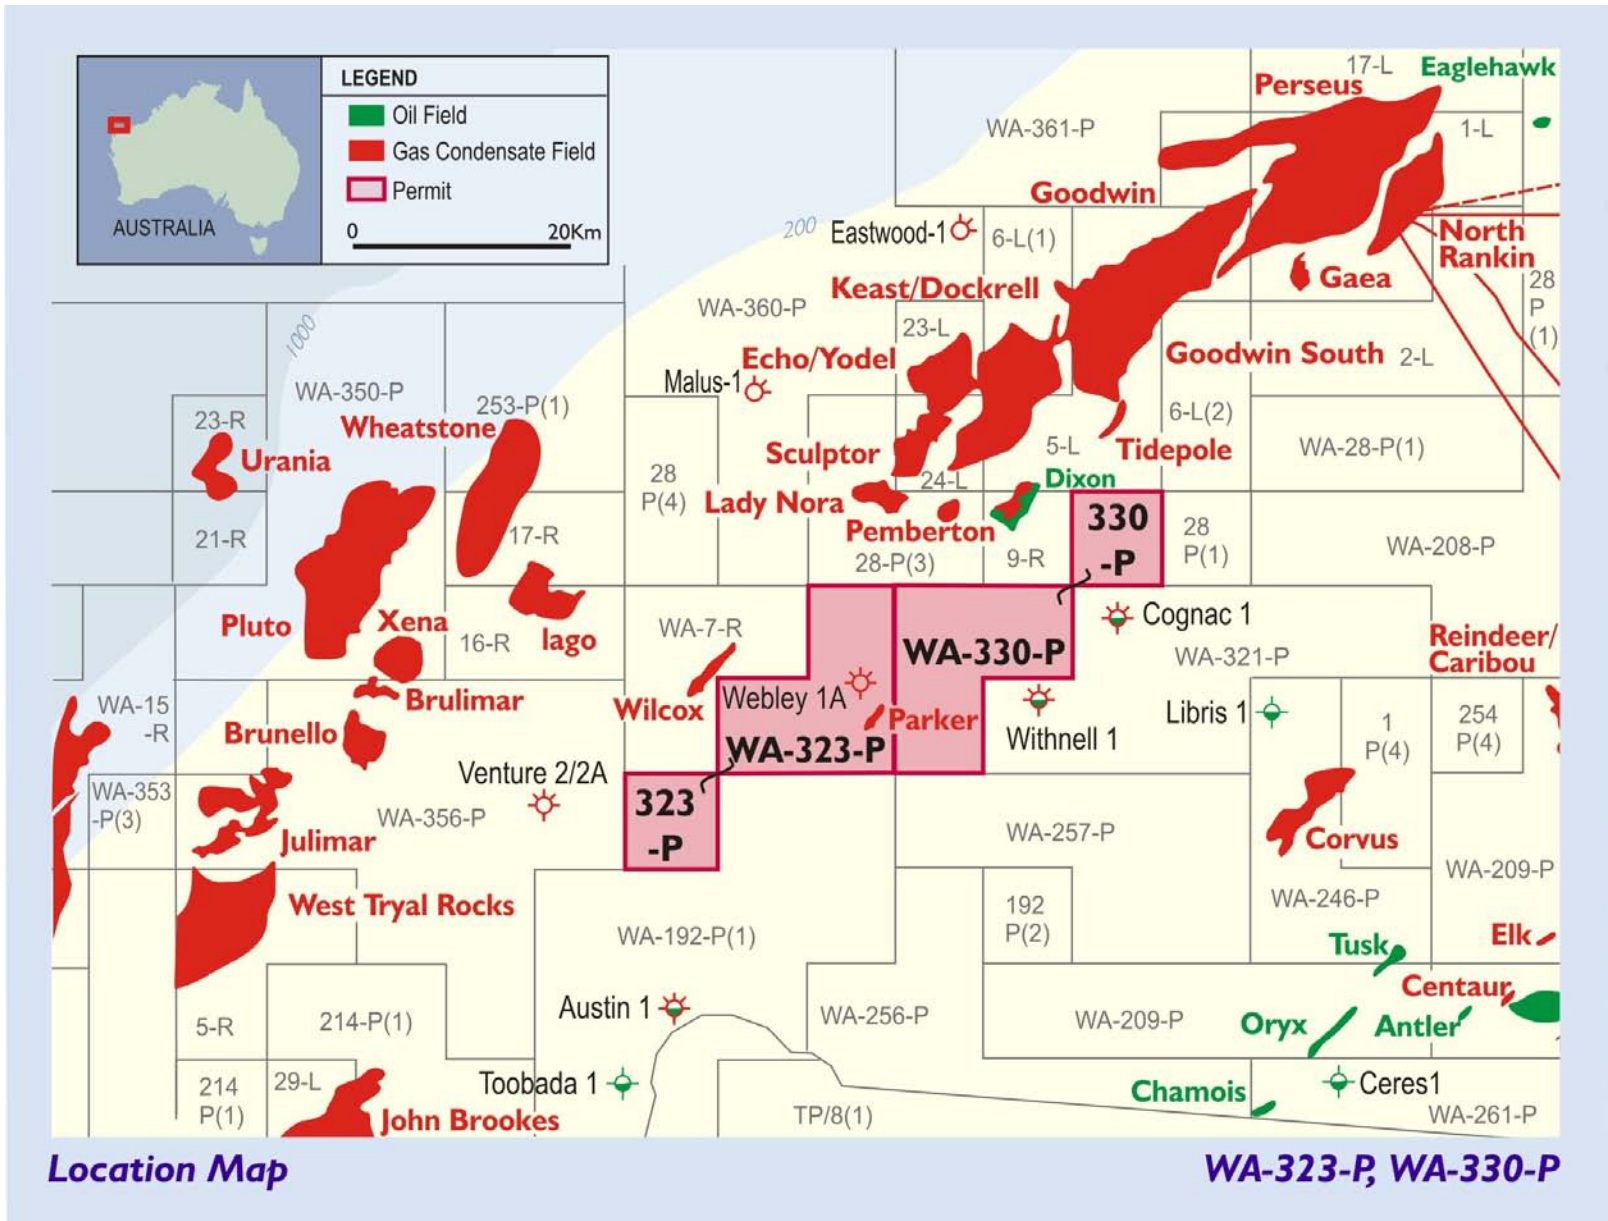 LEGEND
Oil Field
Gas Condensate Field
Permit
0 20Km
AUSTRALIA
17-L
Eaglehawk
Perseus
WA-361-P
1-L
Goodwin
200
Eastwood-1
6-L(1)
North
Rankin
Gaea
28
P
(1)
Keast/Dockrell
WA-360-P
1000
23-L
Echo/Yodel
Goodwin South
2-L
Malus-1
WA-350-P
253-P(1)
23-R
Wheatstone
6-L(2)
Urania
Sculptor
5-L
Tidepole
WA-28-P(1)
28
P(4)
24-L
Dixon
Lady Nora
Pemberton
330
-P
28
P(1)
21-R
17-R
28-P(3)
9-R
WA-208-P
Pluto
Xena
16-R
Iago
WA-7-R
Cognac 1
WA-330-P
WA-321-P
Reindeer/
Caribou
WA-15
-R
Brulimar
Wilcox
Webley 1A
Parker
Libris 1
1
P(4)
254
P(4)
Brunello
WA-323-P
Withnell 1
Venture 2/2A
WA-353
-P(3)
WA-356-P
323
-P
WA-257-P
Julimar
Corvus
WA-209-P
West Tryal Rocks
192
P(2)
WA-246-P
WA-192-P(1)
Tusk
Elk
Centaur
Austin 1
5-R
214-P(1)
WA-256-P
WA-209-P
Oryx
Antler
214
P(1)
29-L
Toobada 1
Chamois
Ceres1
John Brookes
TP/8(1)
WA-261-P
Location Map
WA-323-P, WA-330-P